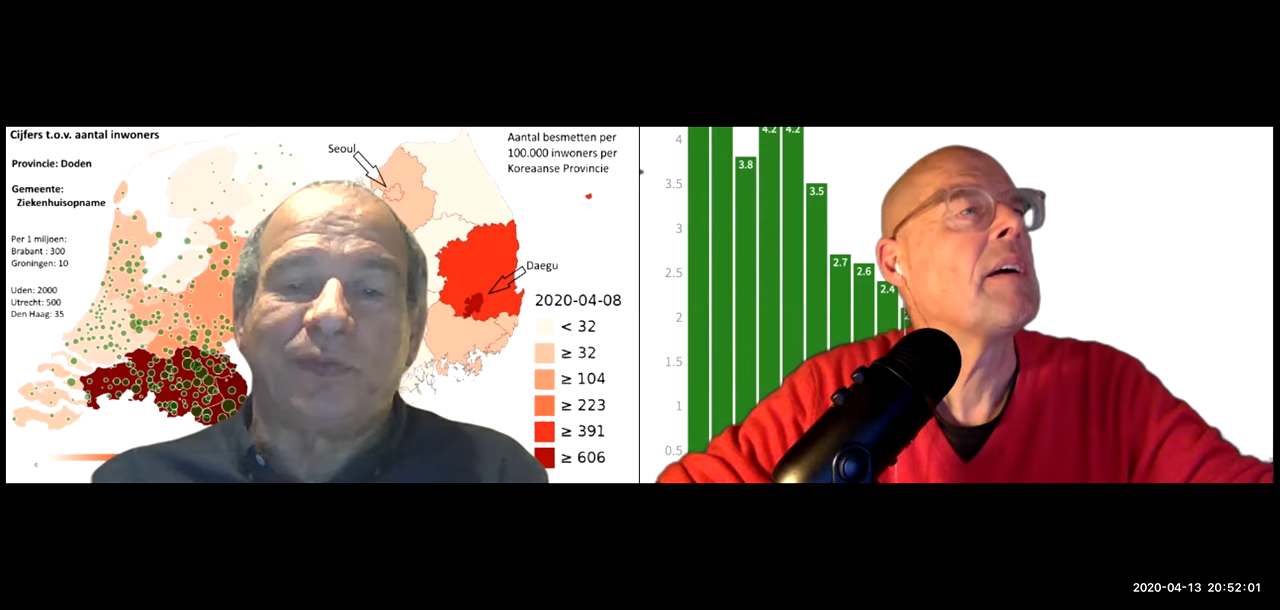 Cijfers t.o.v. aantal inwoners
Provincie: Doden
Gemeente:
Ziekenhuisopname
Per 1 miljoen:
Brabant : 300
Groningen: 10
Uden: 2000
Utrecht: 500
Den Haag: 35
0
Seoul
Aantal besmetten per
100.000 inwoners per
Koreaanse Provincie
Daegu
2020-04-08
< 32
≥ 32
≥ 104
≥ 223
≥ 391
≥ 606
4
3.5
3
2.5
2
1.5
1
0.5
3.8
4.2
4.2
3.5
2.7
2.6
2.4
2020-04-13 20:52:01